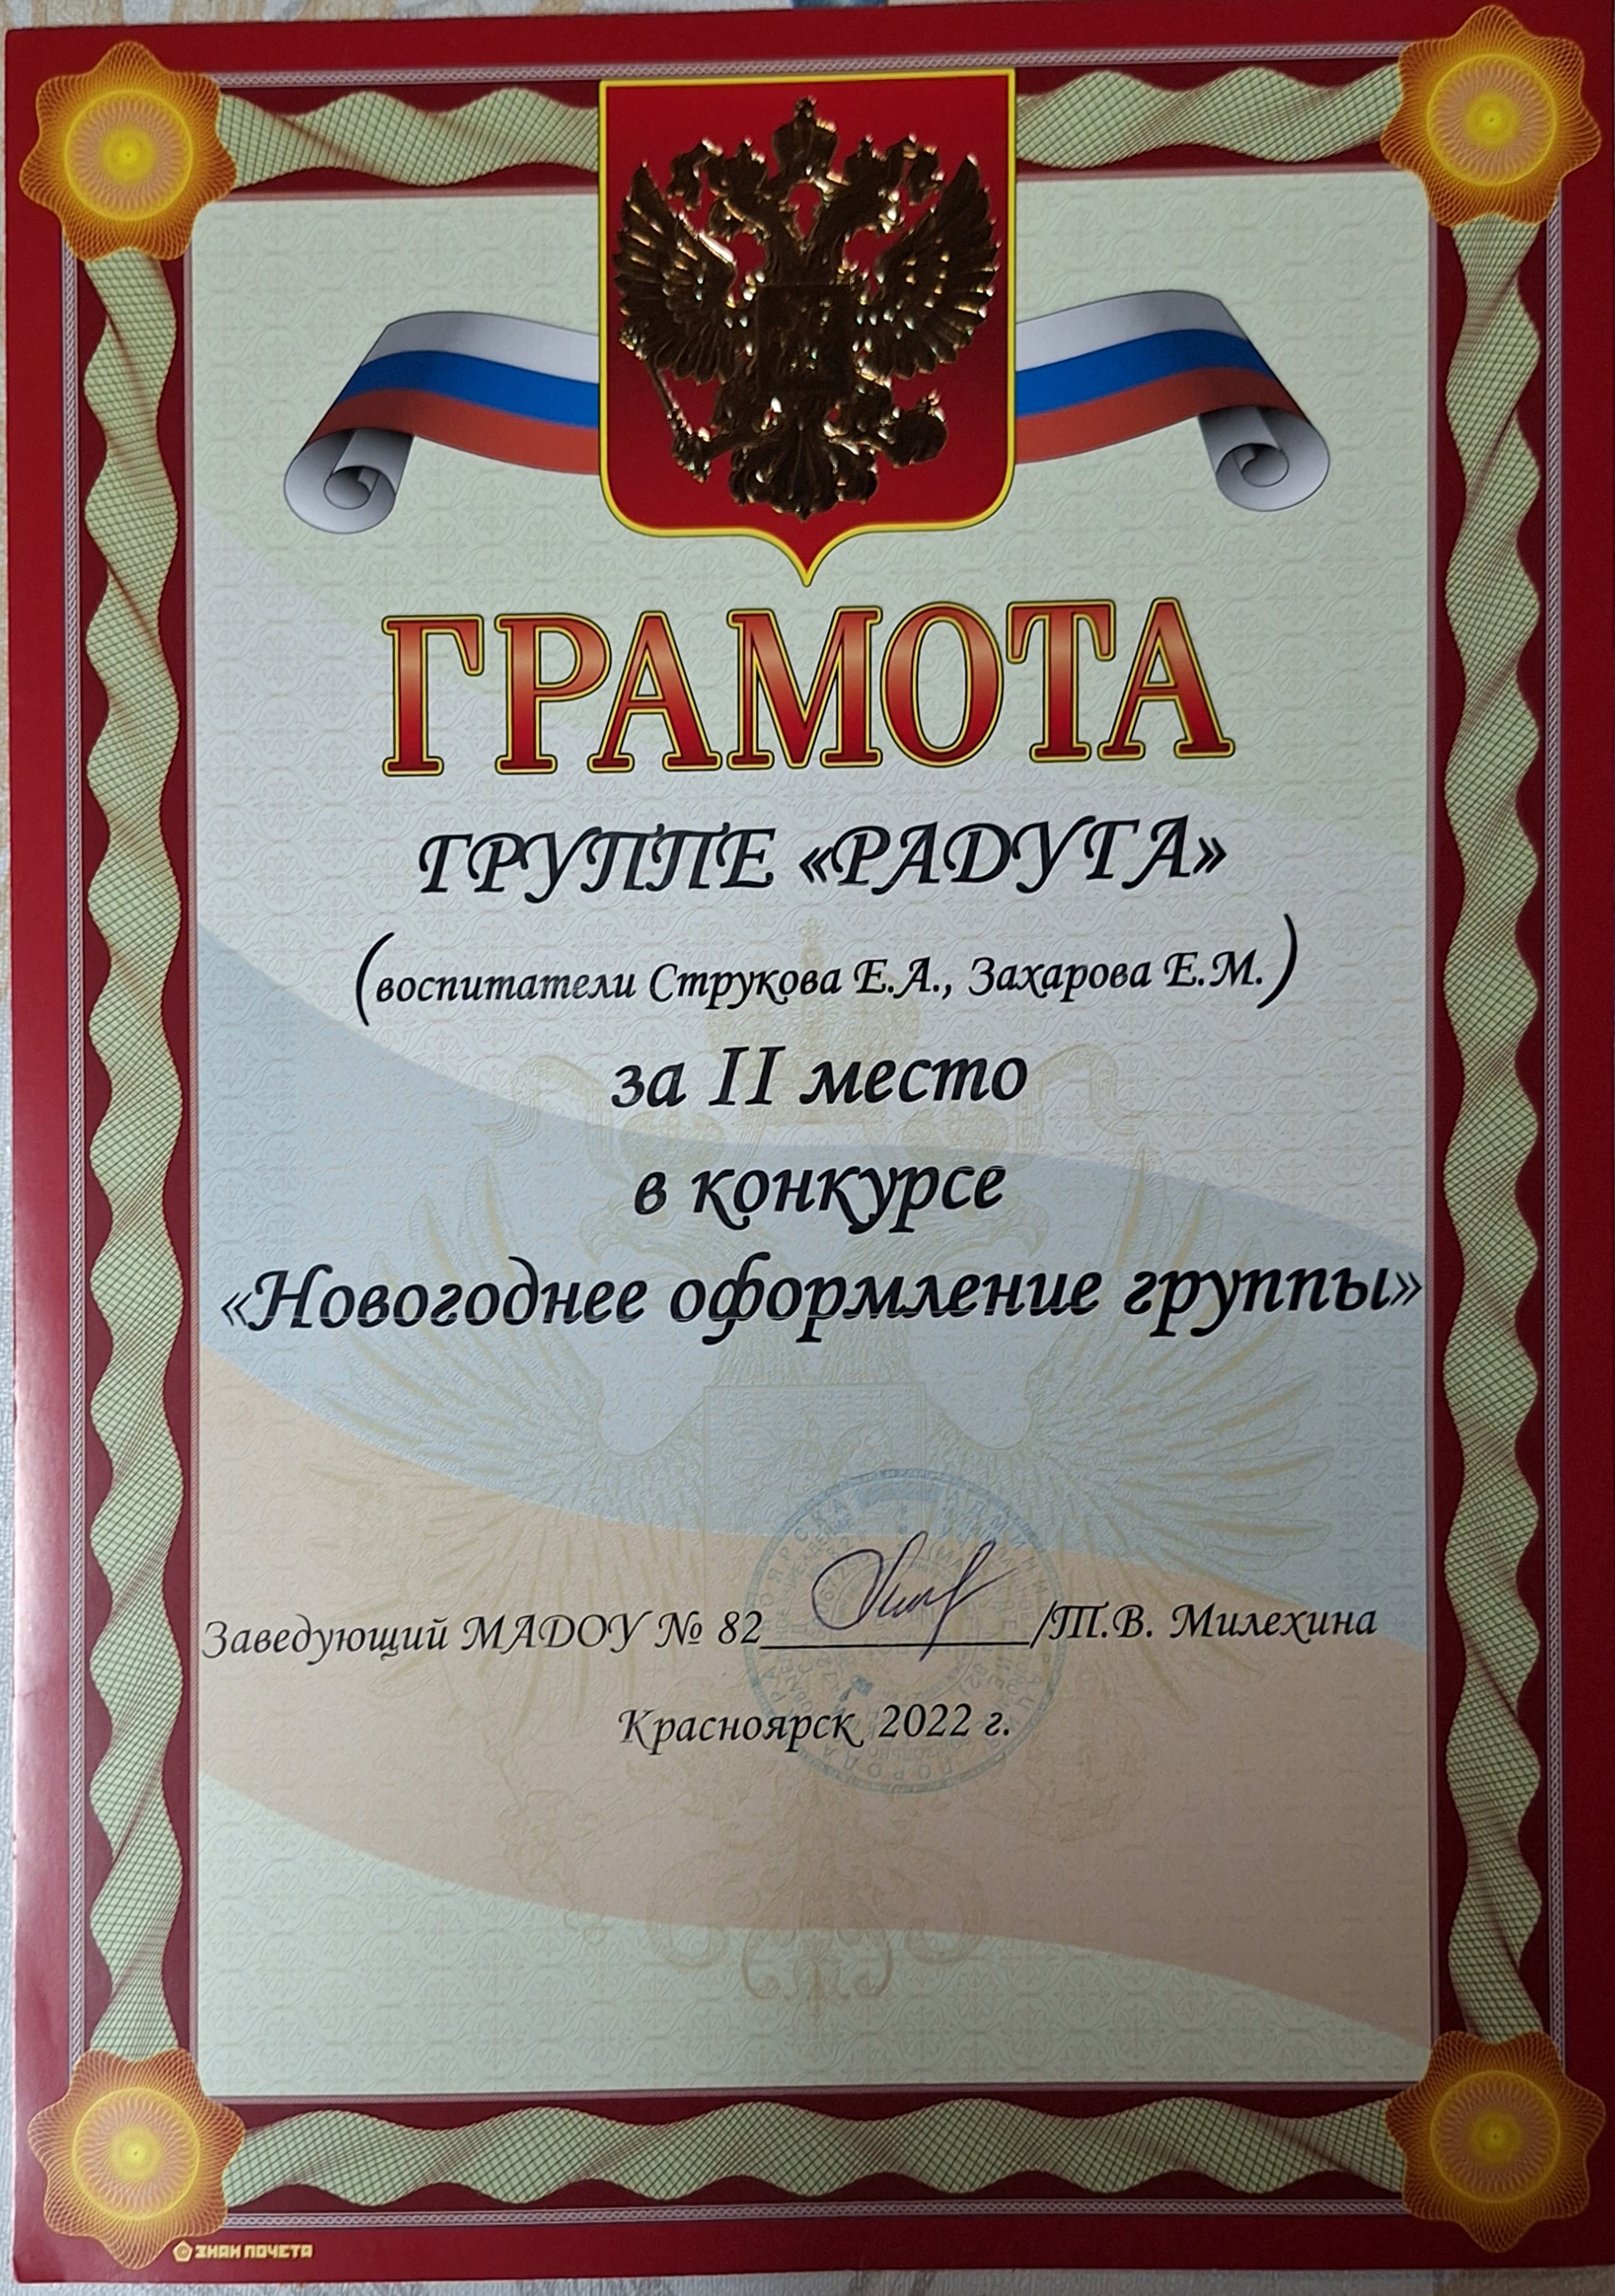 ГРАМОТА
ГРУППЕ «РАДУГА»
(воспитатели Струкова Е.А., Захарова Е.М.)
за II место
в конкурсе
«Новогоднее оформление группы»
Заведующий МАДОУ № 82____________/Т.В. Милехина
Красноярск 2022 г.
ЗНАК ПОЧЕТА